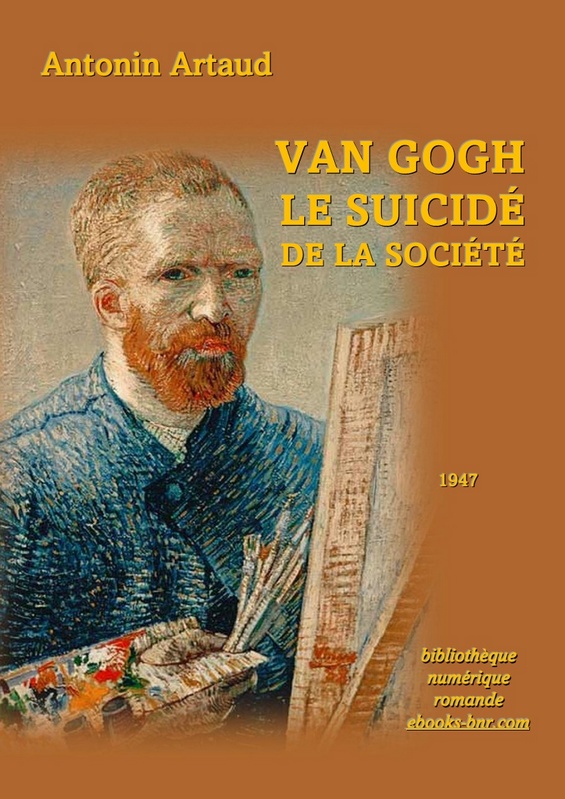 Antonin Artaud
VAN GOGH
LE SUICIDÉ
DE LA SOCIÉTÉ
1947
bibliothèque
numérique
romande
ebooks-bnr.com